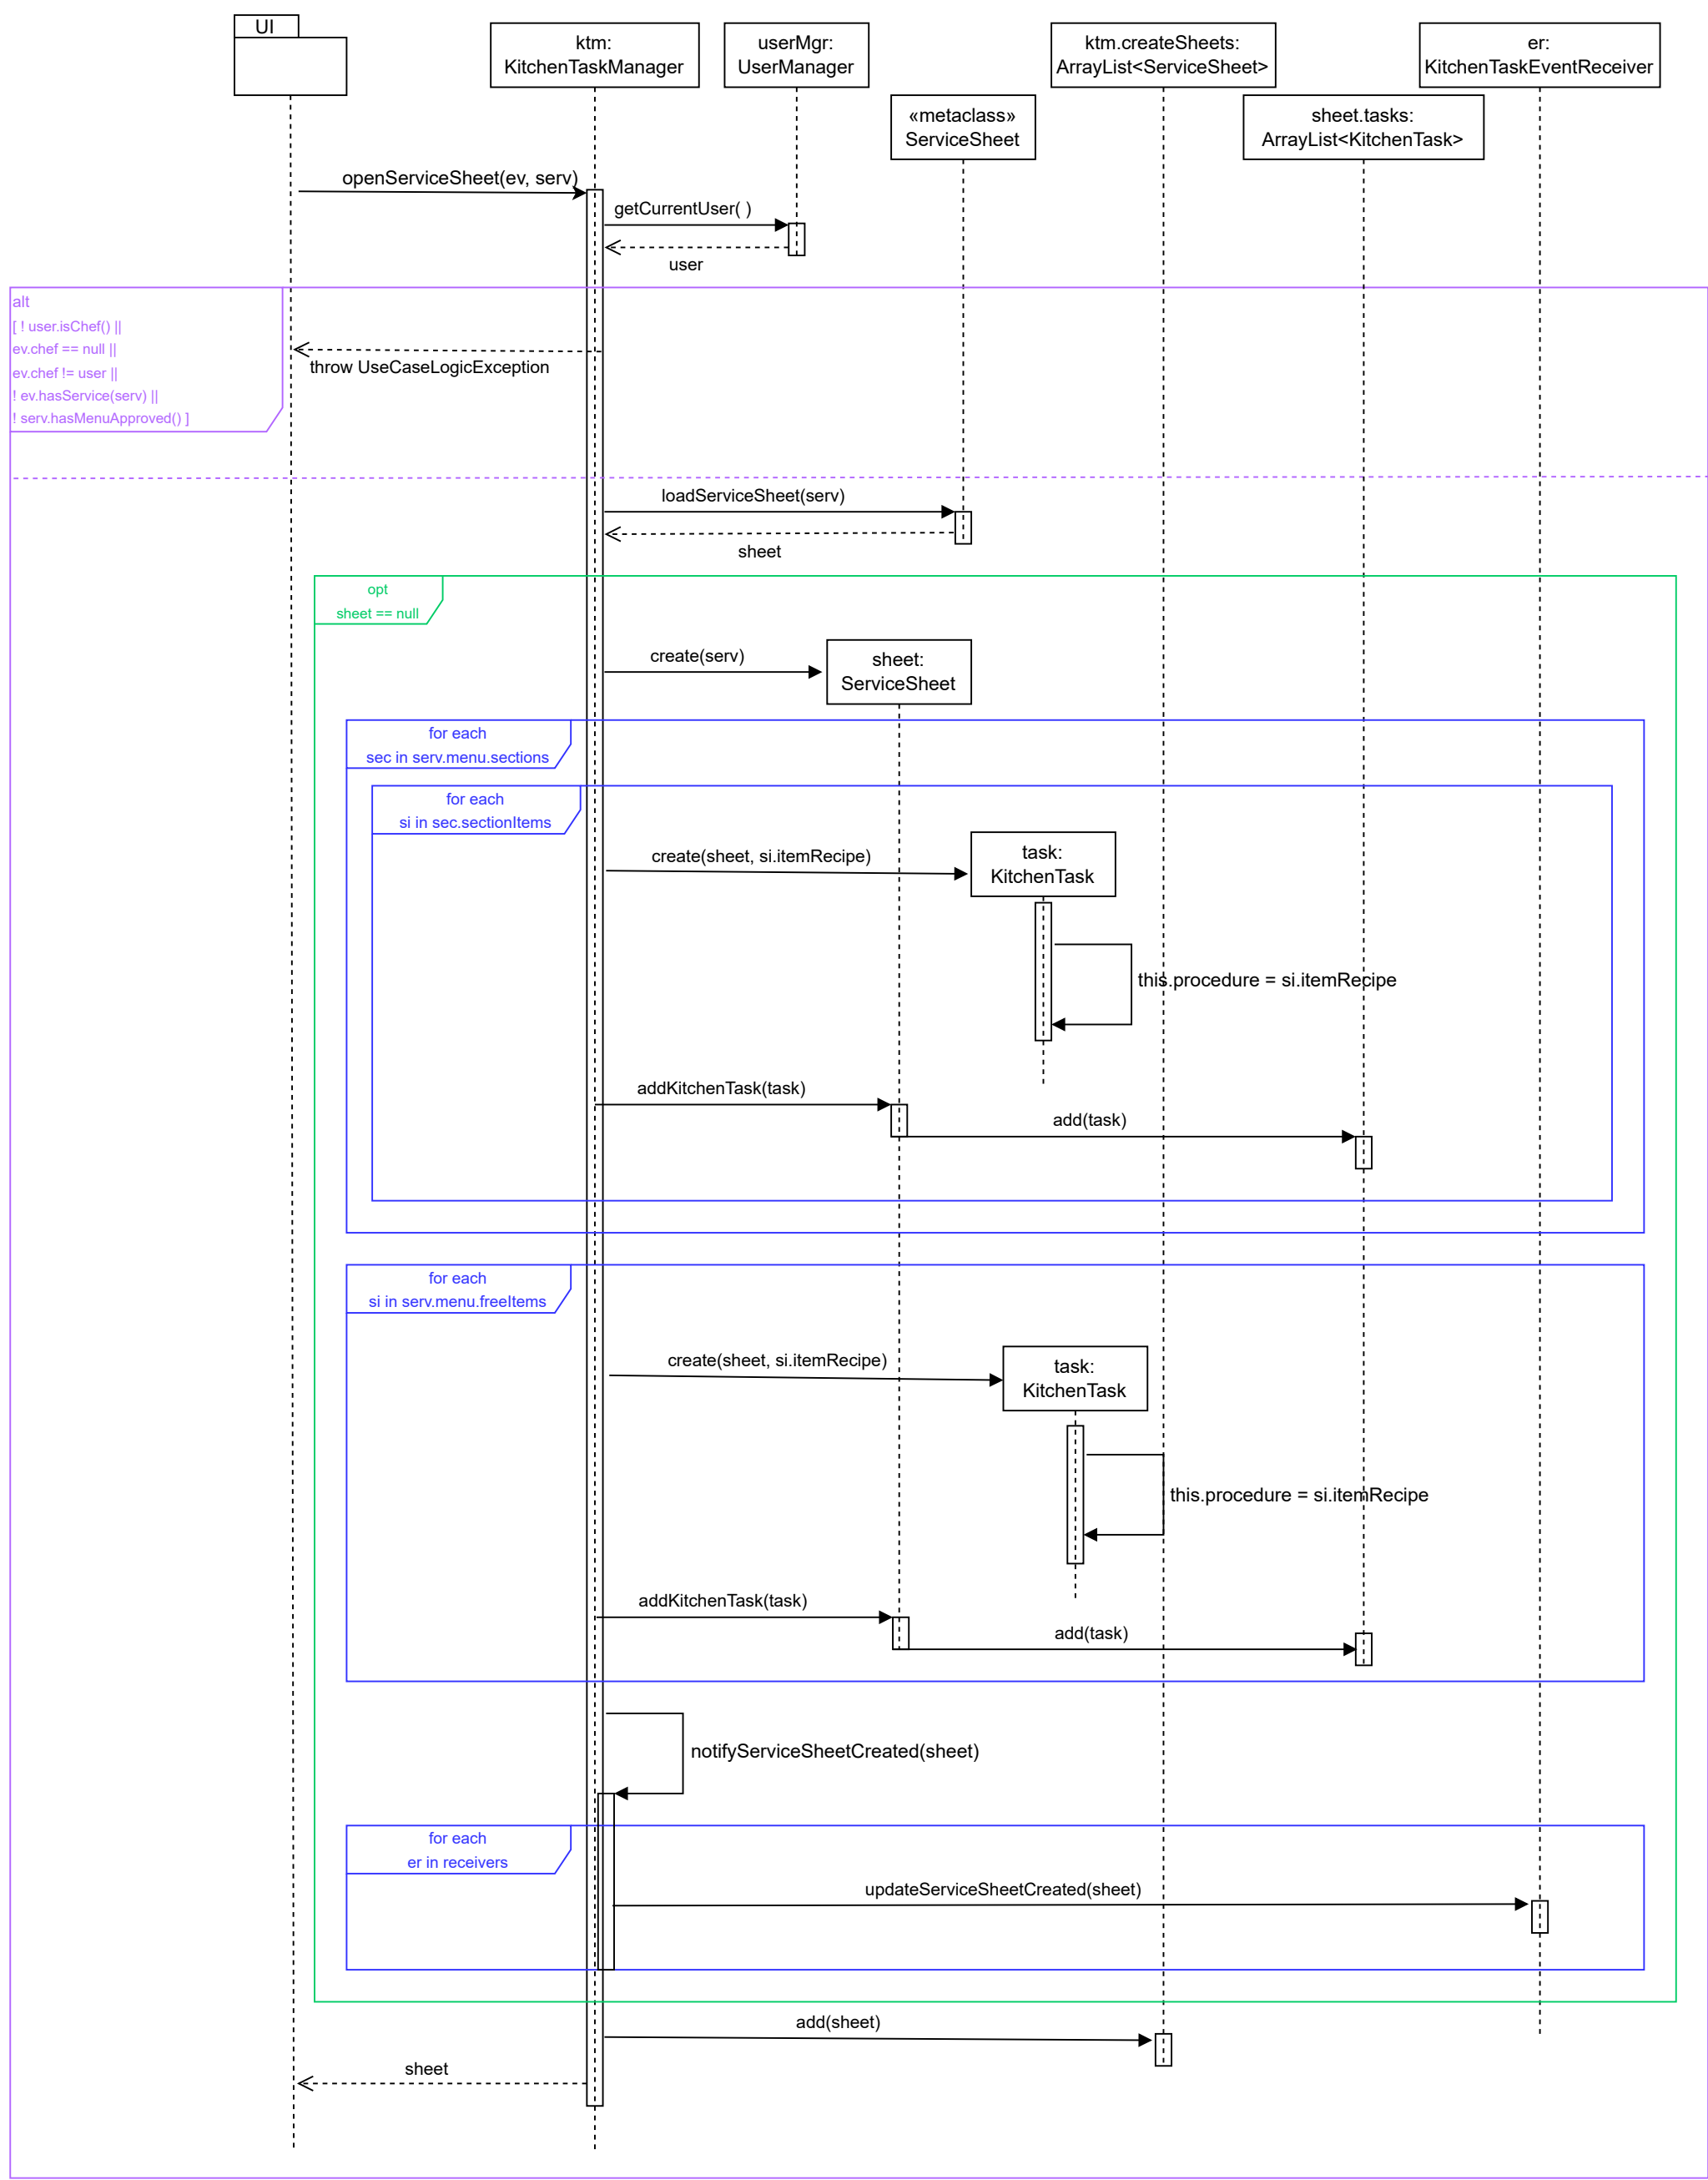 UI
ktm:
KitchenTaskManager
userMgr:
UserManager
«metaclass»
ServiceSheet
ktm.createSheets:
ArrayList<ServiceSheet>
sheet.tasks:
ArrayList<KitchenTask>
er:
KitchenTaskEventReceiver
openServiceSheet(ev, serv)
getCurrentUser( )
user
alt
[ ! user.isChef() ||
ev.chef == null ||
ev.chef != user ||
! ev.hasService(serv) ||
! serv.hasMenuApproved() ]
throw UseCaseLogicException
loadServiceSheet(serv)
sheet
opt
sheet == null
create(serv)
sheet:
ServiceSheet
for each
sec in serv.menu.sections
for each
si in sec.sectionItems
create(sheet, si.itemRecipe)
task:
KitchenTask
this.procedure = si.itemRecipe
addKitchenTask(task)
add(task)
for each
si in serv.menu.freeItems
create(sheet, si.itemRecipe)
task:
KitchenTask
this.procedure = si.itemRecipe
addKitchenTask(task)
add(task)
notifyServiceSheetCreated(sheet)
for each
er in receivers
updateServiceSheetCreated(sheet)
add(sheet)
sheet